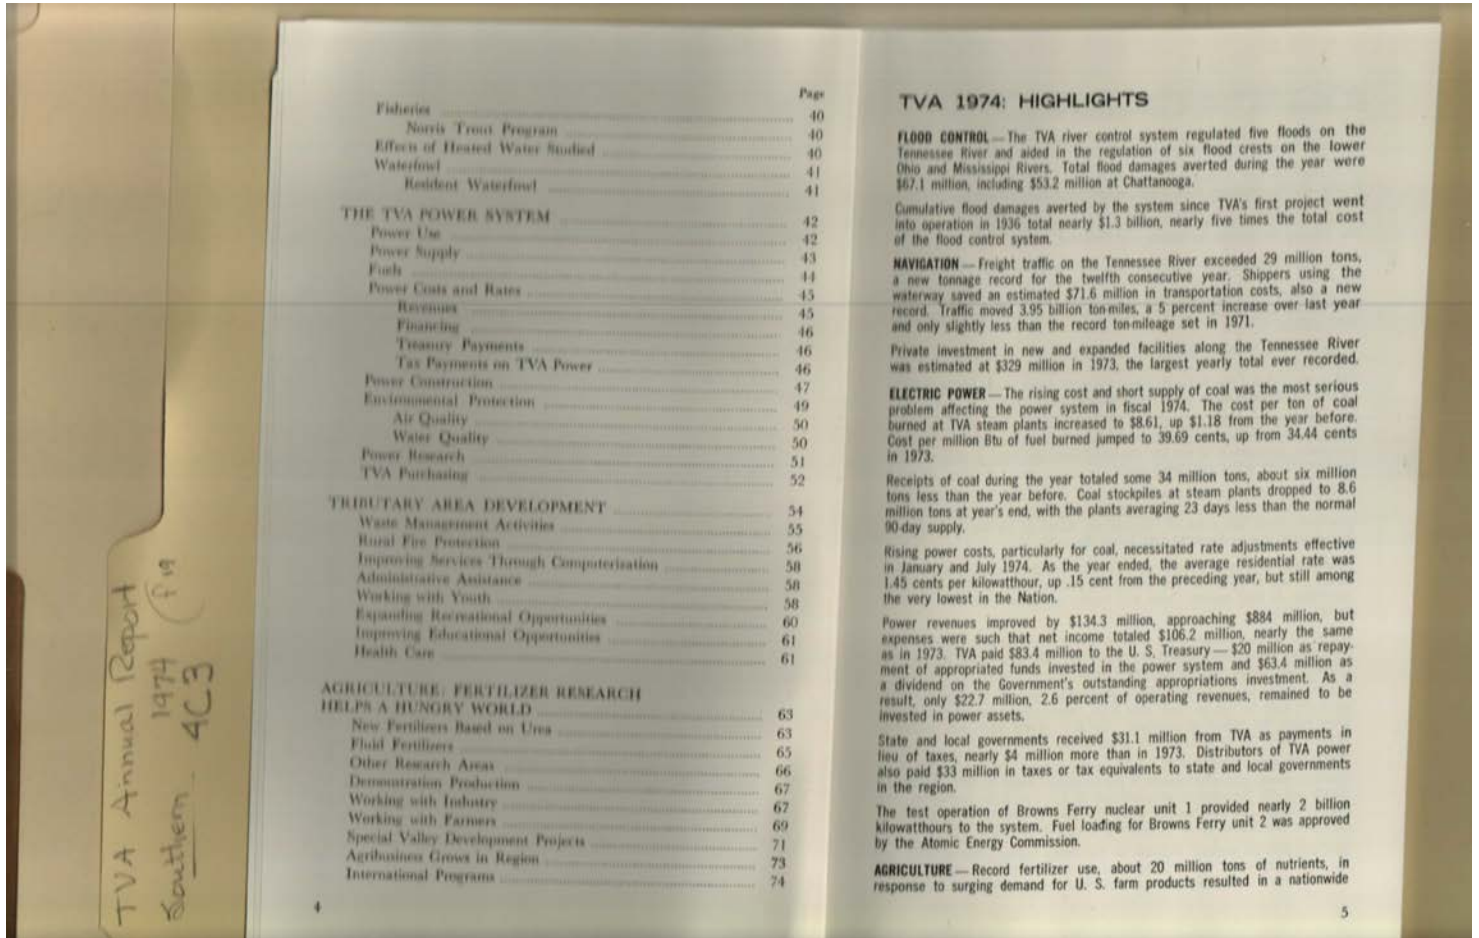 Page
Fisheries 40
Norris Trout Program 40
Effects of Heated Water Studied 40
Waterfowl 41
Resident Waterfowl 41
THE TVA POWER SYSTEM 42
Power Use 42
Power Supply 43
Fuels 44
Power Costs and Rates 45
Revenues 45
Financing 46
Treasury Payments 46
Tax Payments on TVA Power 46
Power Construction 47
Environmental Protection 49
Air Quality 50
Water Quality 50
Power Research 51
TVA Purchasing 52
TRIBUTARY AREA DEVELOPMENT 54
Waste Management Activities 55
Rural Fire Protection 56
Improving Services Through Computerization 58
Administrative Assistance 58
Working with Youth 58
Expanding Recreational Opportunities 60
Improving Educational Opportunities 61
Health Care 61
AGRICULTURE: FERTILIZER RESEARCH
HELPS A HUNGRY WORLD 63
New Fertilizers Based on Urea 63
Fluid Fertilizers 65
Other Research Areas 66
Demonstration Production 67
Working with Industry 67
Working with Farmers 69
Special Valley Development Projects 71
Agribusiness Grows in Region 73
International Programs 74
4
TVA 1974: HIGHLIGHTS
FLOOD CONTROL — The TVA river control system regulated five floods on the
Tennessee River and aided in the regulation of six flood crests on the lower
Ohio and Mississippi Rivers. Total flood damages averted during the year were
$67.1 million, including $53.2 million at Chattanooga.
Cumulative flood damages averted by the system since TVA's first project went
into operation in 1936 total nearly $1.3 billion, nearly five times the total cost
of the flood control system.
NAVIGATION — Freight traffic on the Tennessee River exceeded 29 million tons,
a new tonnage record for the twelfth consecutive year. Shippers using the
waterway saved an estimated $71.6 million in transportation costs, also a new
record. Traffic moved 3.95 billion ton-miles, a 5 percent increase over last year
and only slightly less than the record ton-mileage set in 1971.
Private investment in new and expanded facilities along the Tennessee River
was estimated at $329 million in 1973, the largest yearly total ever recorded.
ELECTRIC POWER — The rising cost and short supply of coal was the most serious
problem affecting the power system in fiscal 1974. The cost per ton of coal
burned at TVA steam plants increased to $8.61, up $1.18 from the year before.
Cost per million Btu of fuel burned jumped to 39.69 cents, up from 34.44 cents
in 1973.
Receipts of coal during the year totaled some 34 million tons, about six million
tons less than the year before. Coal stockpiles at steam plants dropped to 8.6
million tons at year's end, with the plants averaging 23 days less than the normal
90-day supply.
Rising power costs, particularly for coal, necessitated rate adjustments effective
in January and July 1974. As the year ended, the average residential rate was
1.45 cents per kilowatthour, up .15 cent from the preceding year, but still among
the very lowest in the Nation.
Power revenues improved by $134.3 million, approaching $884 million, but
expenses were such that net income totaled $106.2 million, nearly the same
as in 1973. TVA paid $83.4 million to the U. S. Treasury — $20 million as repay-
ment of appropriated funds invested in the power system and $63.4 million as
a dividend on the Government's outstanding appropriations investment. As a
result, only $22.7 million, 2.6 percent of operating revenues, remained to be
invested in power assets.
State and local governments received $31.1 million from TVA as payments in
lieu of taxes, nearly $4 million more than in 1973. Distributors of TVA power
also paid $33 million in taxes or tax equivalents to state and local governments
in the region.
The test operation of Browns Ferry nuclear unit 1 provided nearly 2 billion
kilowatthours to the system. Fuel loading for Browns Ferry unit 2 was approved
by the Atomic Energy Commission.
AGRICULTURE — Record fertilizer use, about 20 million tons of nutrients, in
response to surging demand for U. S. farm products resulted in a nationwide
5
TVA Annual Report
1974
Southern 4C3